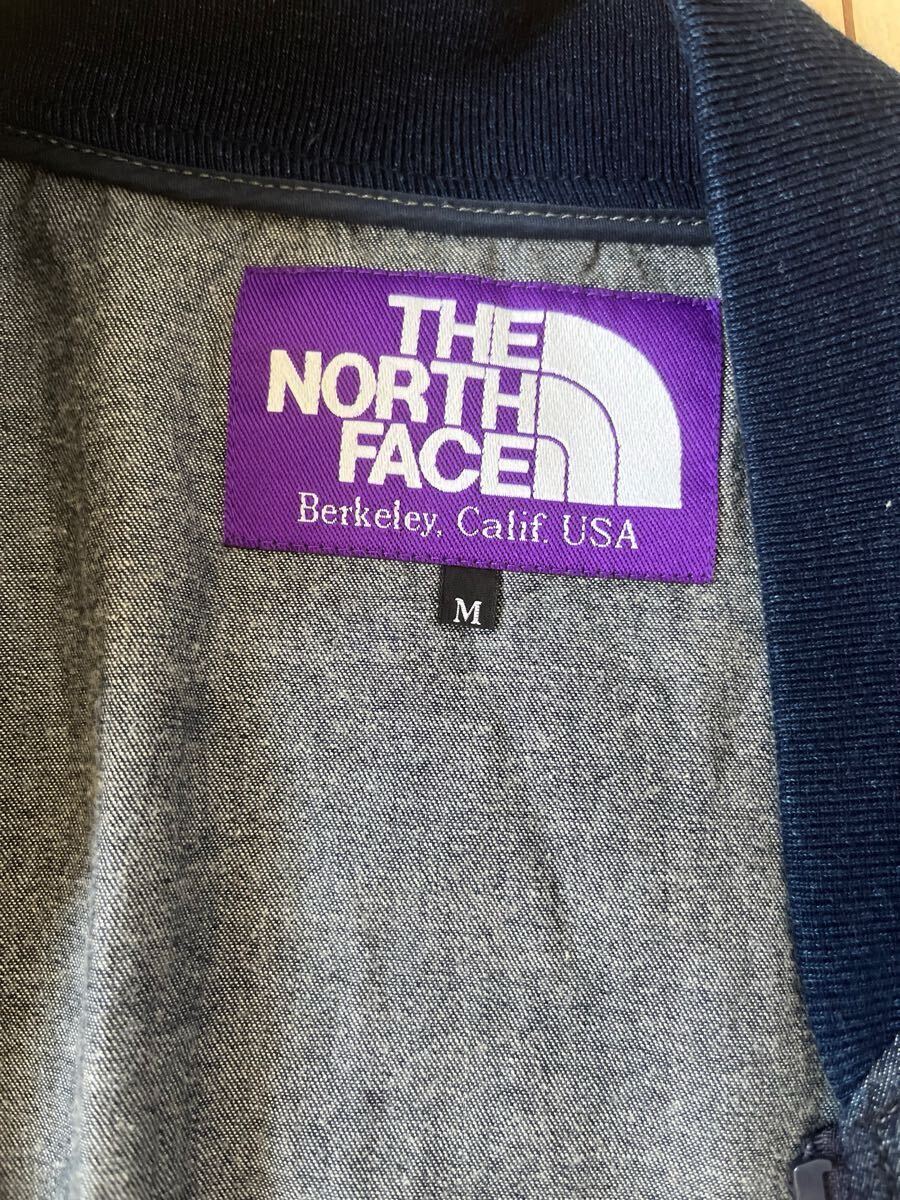 THE
NORTH
FACE
Berkeley, Calif. USA
M